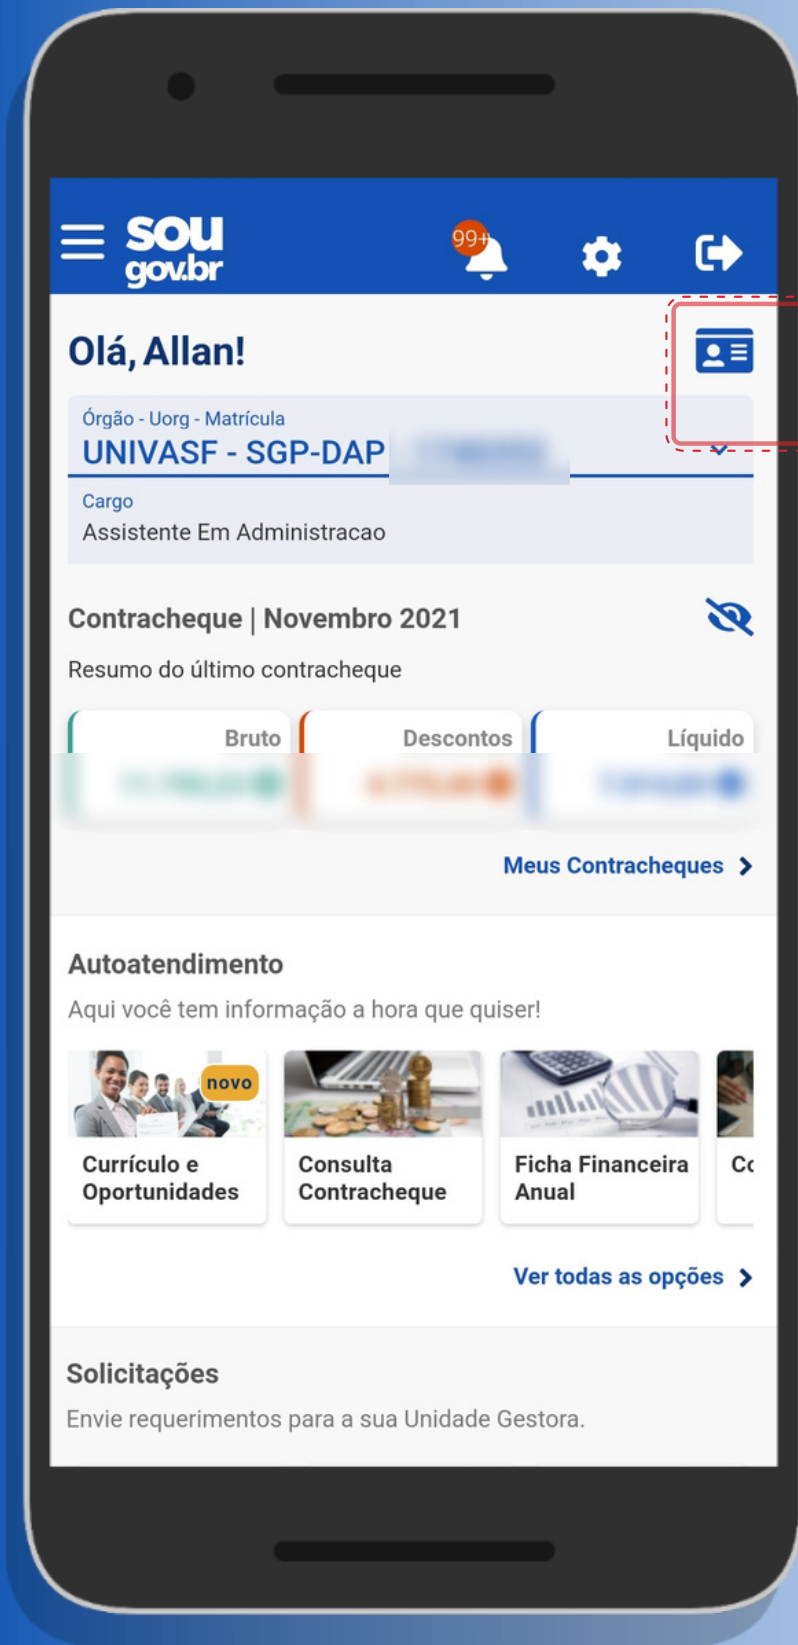 sou
gov.br
99+
Olá, Allan!
Órgão - Uorg - Matrícula
UNIVASF - SGP-DAP
Cargo
Assistente Em Administracao
Contracheque | Novembro 2021
Resumo do último contracheque
Bruto
Descontos
Líquido
Meus Contracheques
Autoatendimento
Aqui você tem informação a hora que quiser!
novo
Currículo e
Oportunidades
Consulta
Contracheque
Ficha Financeira
Anual
Ver todas as opções
Solicitações
Envie requerimentos para a sua Unidade Gestora.